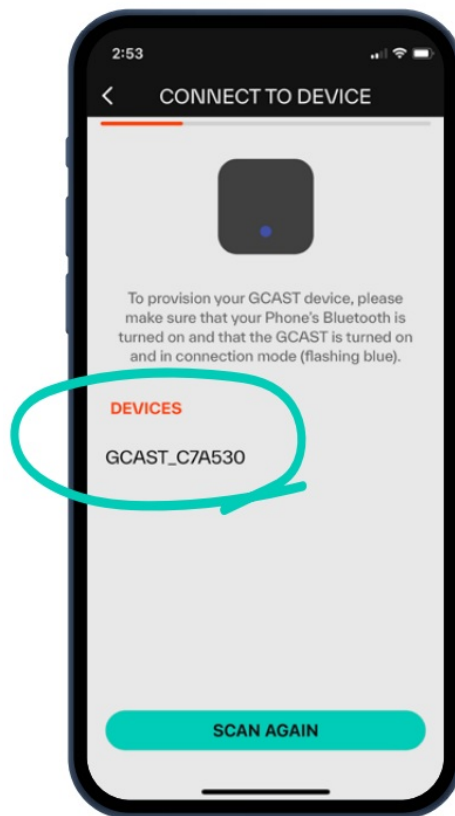 2:53
CONNECT TO DEVICE
To provision your GCAST device, please
make sure that your Phone's Bluetooth is
turned on and that the GCAST is turned on
and in connection mode (flashing blue).
DEVICES
GCAST_C7A530
SCAN AGAIN